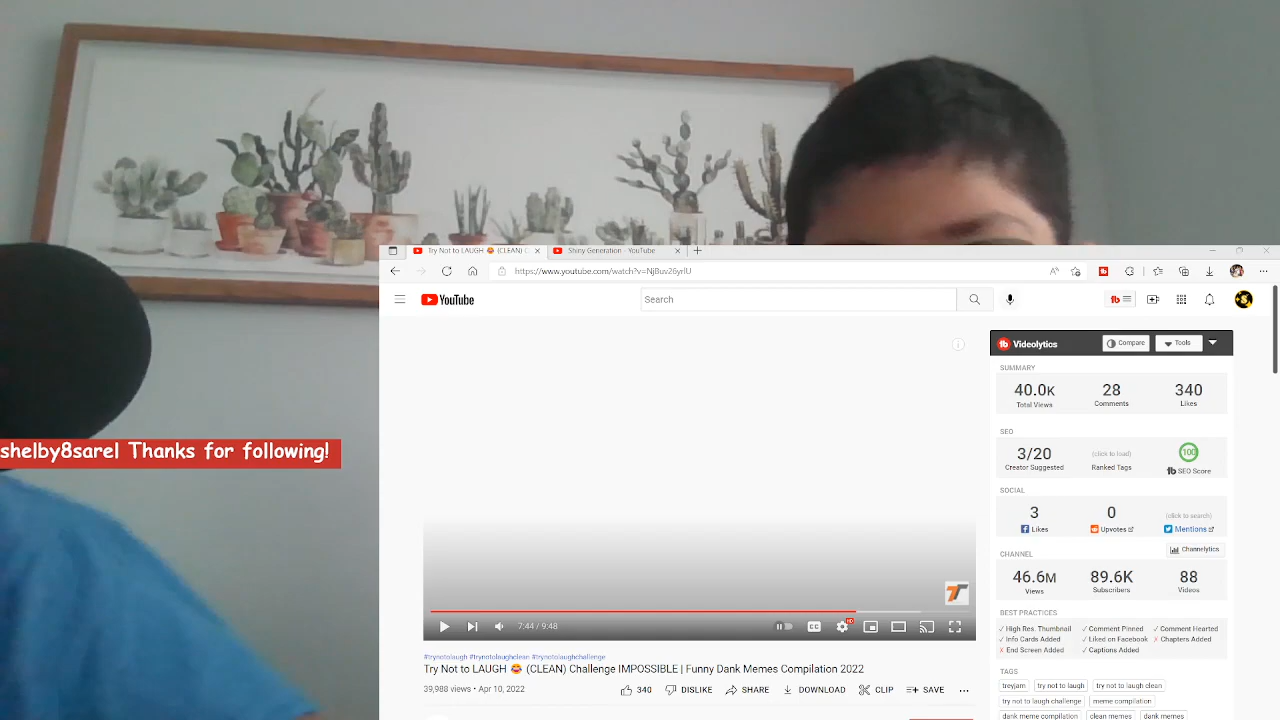 Try Not to LAUGH 😂 (CLEAN) C
Shiny Generation - YouTube
https://www.youtube.com/watch?v=NjBuv26yrlU
YouTube
Search
tb
Videolytics
Compare
Tools
SUMMARY
40.0K
Total Views
28
Comments
340
Likes
SEO
3/20
Creator Suggested
(click to load)
Ranked Tags
100
tb SEO Score
SOCIAL
3
Likes
0
Upvotes
(click to search)
Mentions
CHANNEL
Channelytics
46.6M
Views
89.6K
Subscribers
88
Videos
BEST PRACTICES
✓ High Res. Thumbnail ✓ Comment Pinned ✓ Comment Hearted
✓ Info Cards Added ✓ Liked on Facebook ✗ Chapters Added
✗ End Screen Added ✓ Captions Added
TAGS
treyjam try not to laugh try not to laugh clean
try not to laugh challenge meme compilation
dank meme compilation clean memes dank memes
shelby8sarel Thanks for following!
7:44 / 9:48
CC
HD
#trynotolaugh #trynotolaughclean #trynotolaughchallenge
Try Not to LAUGH 😂 (CLEAN) Challenge IMPOSSIBLE | Funny Dank Memes Compilation 2022
39,988 views • Apr 10, 2022
340 DISLIKE SHARE DOWNLOAD CLIP SAVE